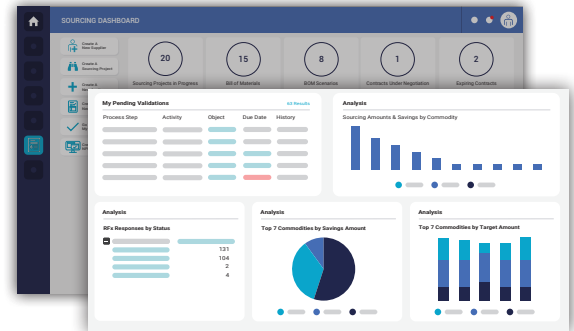 SOURCING DASHBOARD
Create A
New Supplier
Create A
Sourcing Project
Create A
20
15
8
1
2
Sourcing Projects in Progress
Bill of Materials
BOM Scenarios
Contracts Under Negotiation
Expiring Contracts
My Pending Validations
63 Results
Process Step Activity Object Due Date History
Analysis
Sourcing Amounts & Savings by Commodity
Analysis
RFx Responses by Status
131
104
2
4
Analysis
Top 7 Commodities by Savings Amount
Analysis
Top 7 Commodities by Target Amount